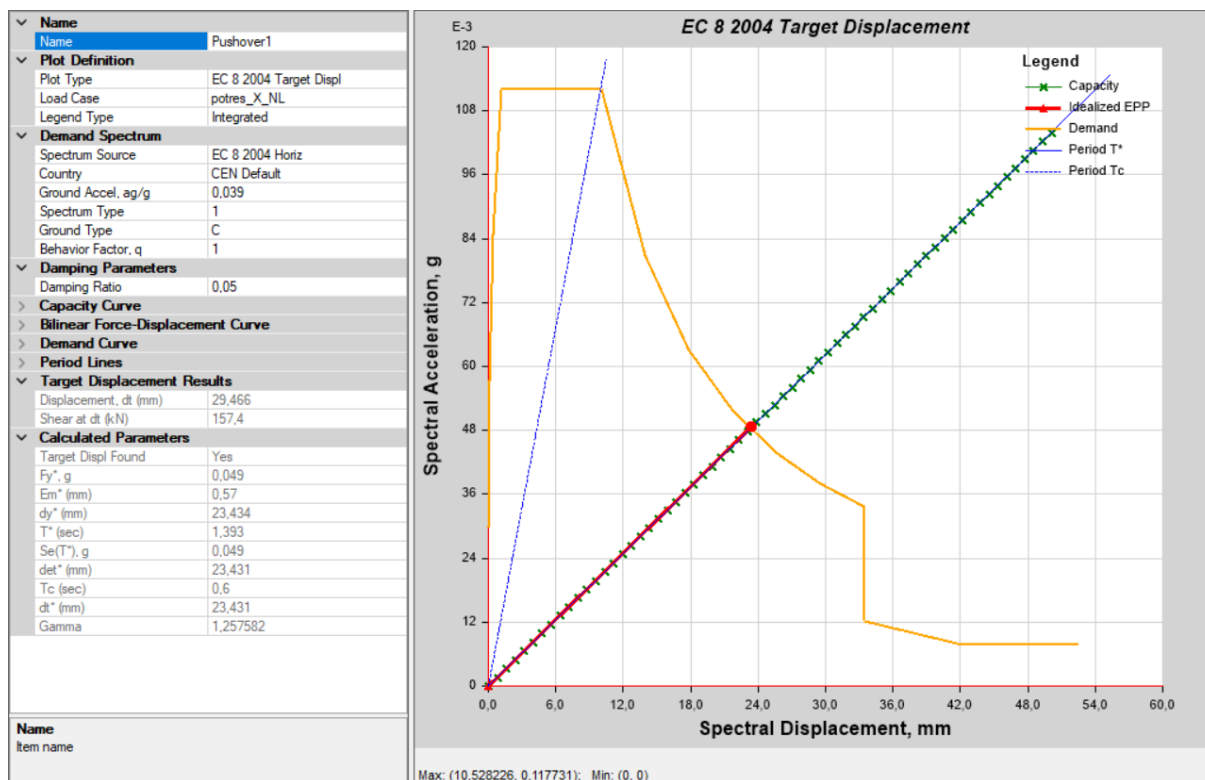 Name
Name Pushover1
Plot Definition
Plot Type EC 8 2004 Target Displ
Load Case potres_X_NL
Legend Type Integrated
Demand Spectrum
Spectrum Source EC 8 2004 Horiz
Country CEN Default
Ground Accel, ag/g 0,039
Spectrum Type 1
Ground Type C
Behavior Factor, q 1
Damping Parameters
Damping Ratio 0,05
Capacity Curve
Bilinear Force-Displacement Curve
Demand Curve
Period Lines
Target Displacement Results
Displacement, dt (mm) 29,466
Shear at dt (kN) 157,4
Calculated Parameters
Target Displ Found Yes
Fy*, g 0,049
Em* (mm) 0,57
dy* (mm) 23,434
T* (sec) 1,393
Se(T*), g 0,049
det* (mm) 23,431
Tc (sec) 0,6
dt* (mm) 23,431
Gamma 1,257582
Name
Item name
EC 8 2004 Target Displacement
E-3
120
108
96
84
72
60
48
36
24
12
0
Spectral Acceleration, g
Legend
Capacity
Idealized EPP
Demand
Period T*
Period Tc
0,0 6,0 12,0 18,0 24,0 30,0 36,0 42,0 48,0 54,0 60,0
Spectral Displacement, mm
Max: (10.528226, 0.117731); Min: (0, 0)